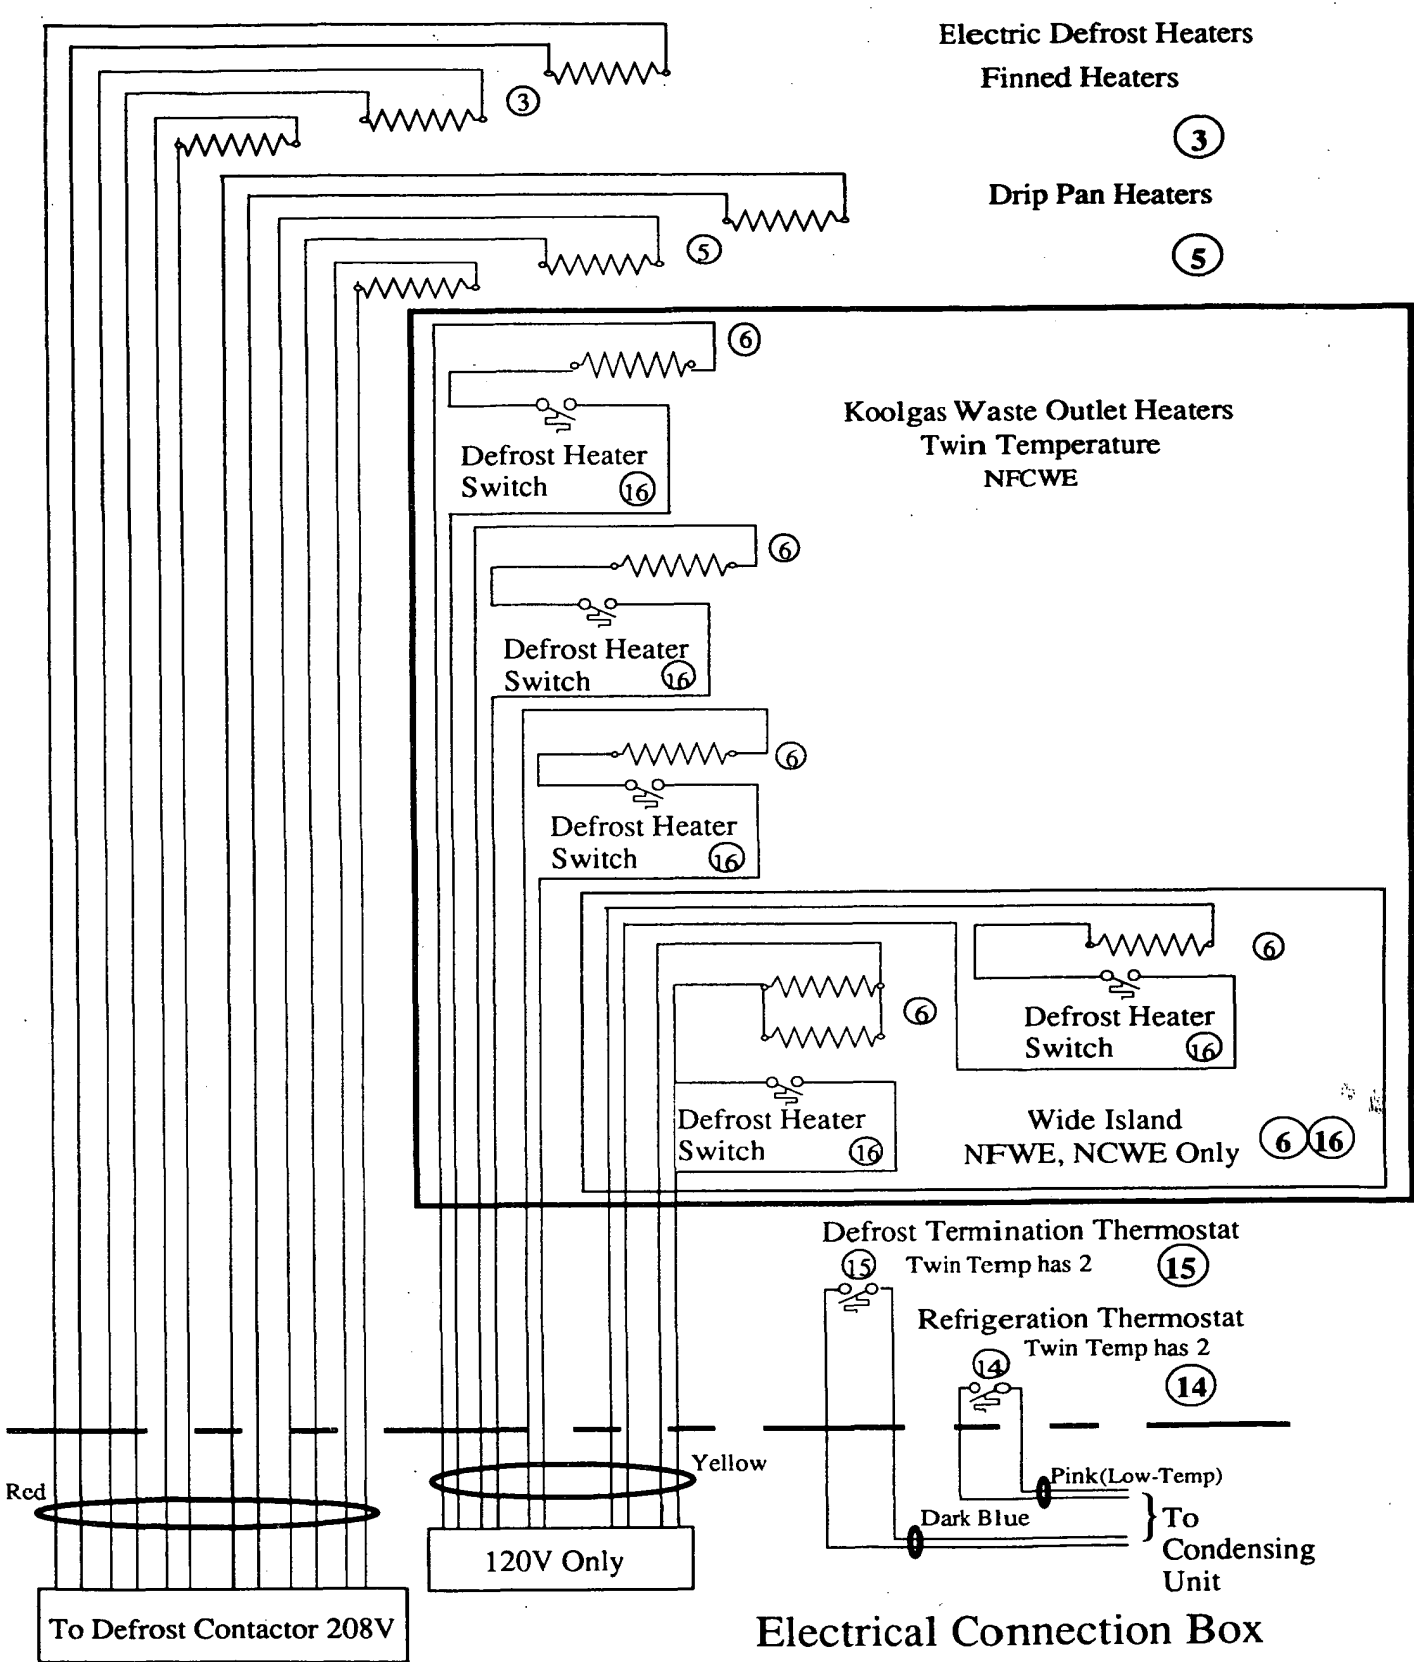 Electric Defrost Heaters
Finned Heaters
3
3
Drip Pan Heaters
5
5
6
Koolgas Waste Outlet Heaters
Twin Temperature
NFCWE
Defrost Heater
Switch 16
6
Defrost Heater
Switch 16
6
Defrost Heater
Switch 16
6
6
Defrost Heater
Switch 16
Defrost Heater
Switch 16
Wide Island
NFWE, NCWE Only 6 16
Defrost Termination Thermostat
15 Twin Temp has 2 15
Refrigeration Thermostat
Twin Temp has 2
14
14
Yellow
Pink(Low-Temp)
Red
Dark Blue
To
Condensing
Unit
120V Only
To Defrost Contactor 208V
Electrical Connection Box